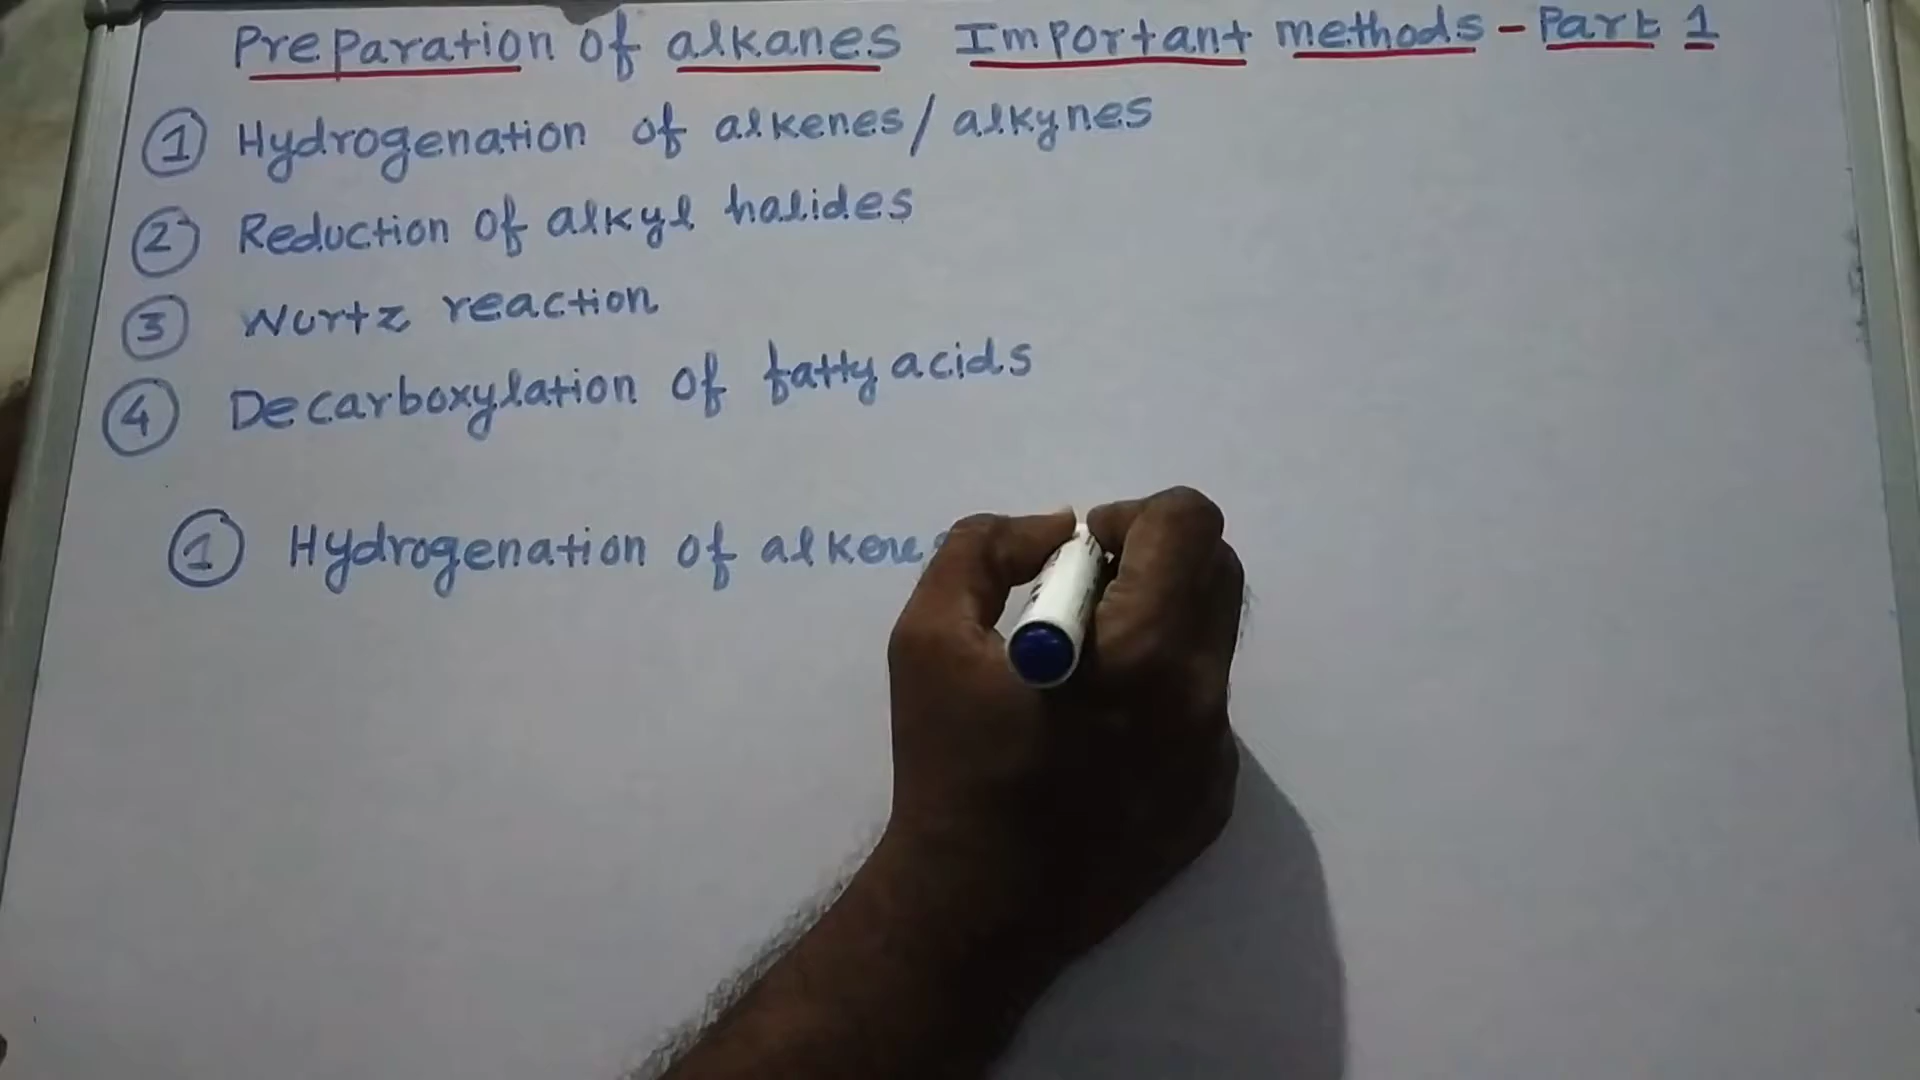 Preparation of alkanes Important methods - Part 1
① Hydrogenation of alkenes / alkynes
② Reduction of alkyl halides
③ Wurtz reaction
④ Decarboxylation of fatty acids
① Hydrogenation of alkenes